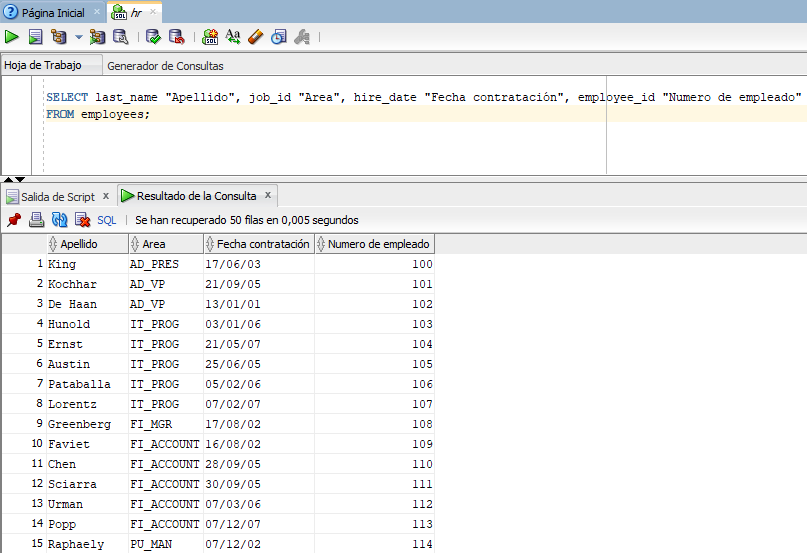 Página Inicial hr
Hoja de Trabajo Generador de Consultas
SELECT last_name "Apellido", job_id "Area", hire_date "Fecha contratación", employee_id "Numero de empleado"
FROM employees;
Salida de Script x Resultado de la Consulta x
SQL Se han recuperado 50 filas en 0,005 segundos
Apellido Area Fecha contratación Numero de empleado
1 King AD_PRES 17/06/03 100
2 Kochhar AD_VP 21/09/05 101
3 De Haan AD_VP 13/01/01 102
4 Hunold IT_PROG 03/01/06 103
5 Ernst IT_PROG 21/05/07 104
6 Austin IT_PROG 25/06/05 105
7 Pataballa IT_PROG 05/02/06 106
8 Lorentz IT_PROG 07/02/07 107
9 Greenberg FI_MGR 17/08/02 108
10 Faviet FI_ACCOUNT 16/08/02 109
11 Chen FI_ACCOUNT 28/09/05 110
12 Sciarra FI_ACCOUNT 30/09/05 111
13 Urman FI_ACCOUNT 07/03/06 112
14 Popp FI_ACCOUNT 07/12/07 113
15 Raphaely PU_MAN 07/12/02 114